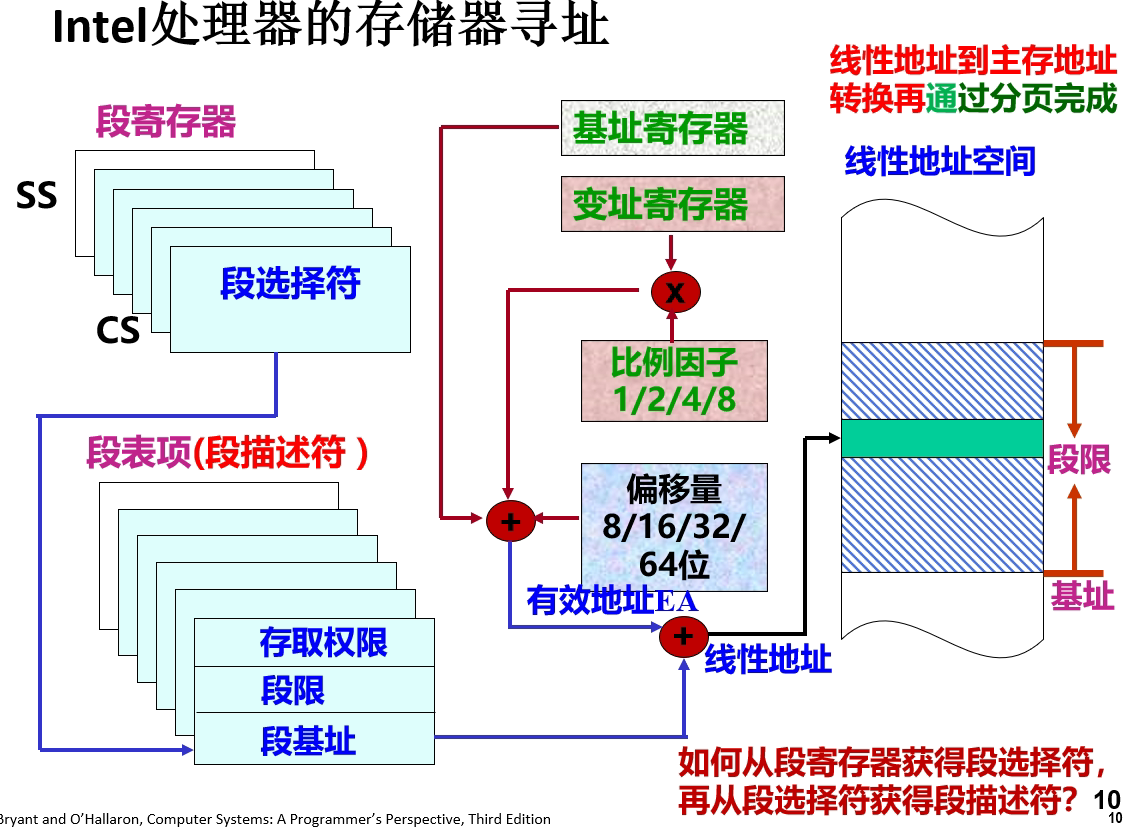 Intel处理器的存储器寻址
线性地址到主存地址
转换再通过分页完成
段寄存器
SS
段选择符
CS
基址寄存器
变址寄存器
x
比例因子
1/2/4/8
线性地址空间
段表项(段描述符）
存取权限
段限
段基址
+
偏移量
8/16/32/
64位
有效地址EA
+
线性地址
段限
基址
如何从段寄存器获得段选择符，
再从段选择符获得段描述符？
10
10
Bryant and O’Hallaron, Computer Systems: A Programmer’s Perspective, Third Edition